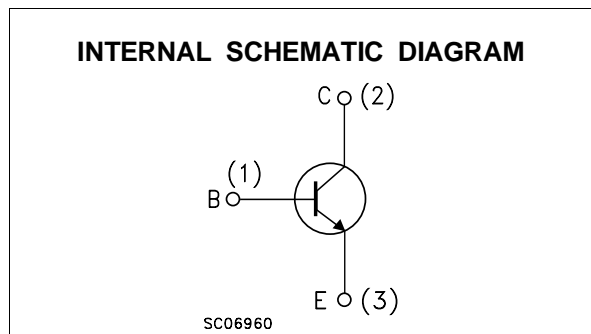 INTERNAL SCHEMATIC DIAGRAM
C (2)
(1)
B
E (3)
SC06960